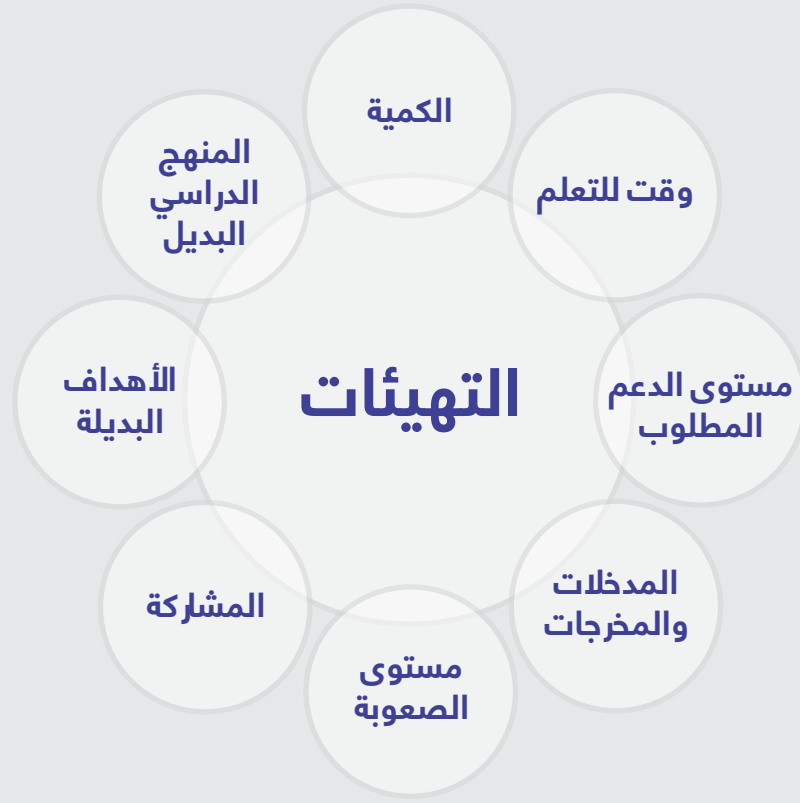 التهيئات
الكمية
وقت للتعلم
مستوى الدعم
المطلوب
المدخلات
والمخرجات
مستوى
الصعوبة
المشاركة
الأهداف
البديلة
المنهج
الدراسي
البديل